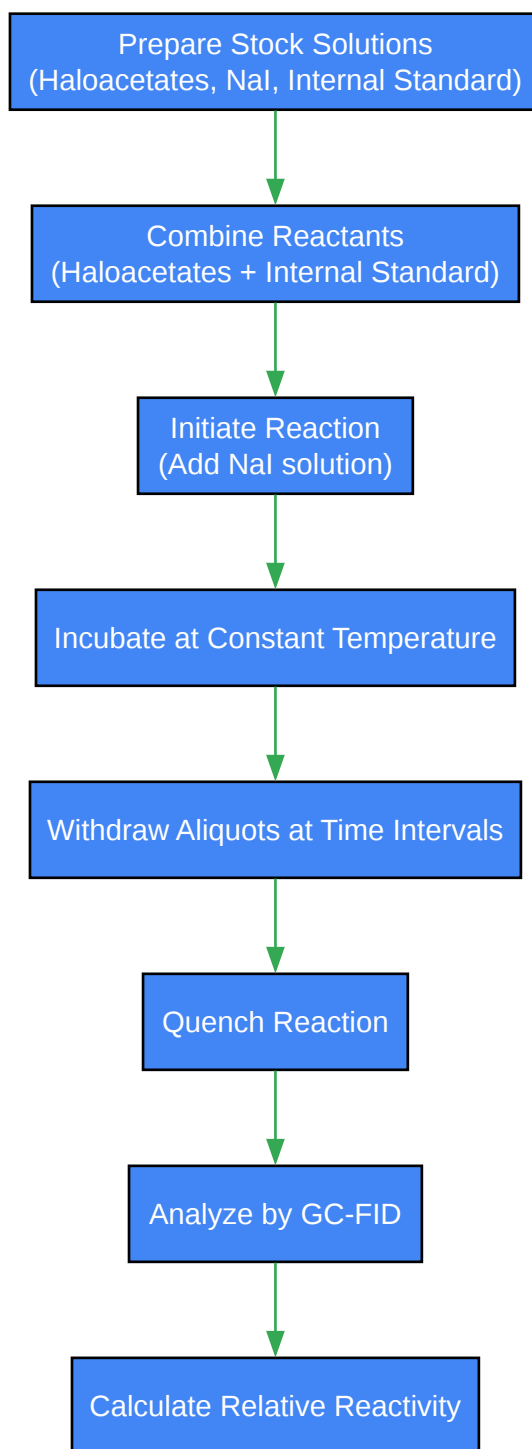 Prepare Stock Solutions
(Haloacetates, NaI, Internal Standard)
Combine Reactants
(Haloacetates + Internal Standard)
Initiate Reaction
(Add NaI solution)
Incubate at Constant Temperature
Withdraw Aliquots at Time Intervals
Quench Reaction
Analyze by GC-FID
Calculate Relative Reactivity